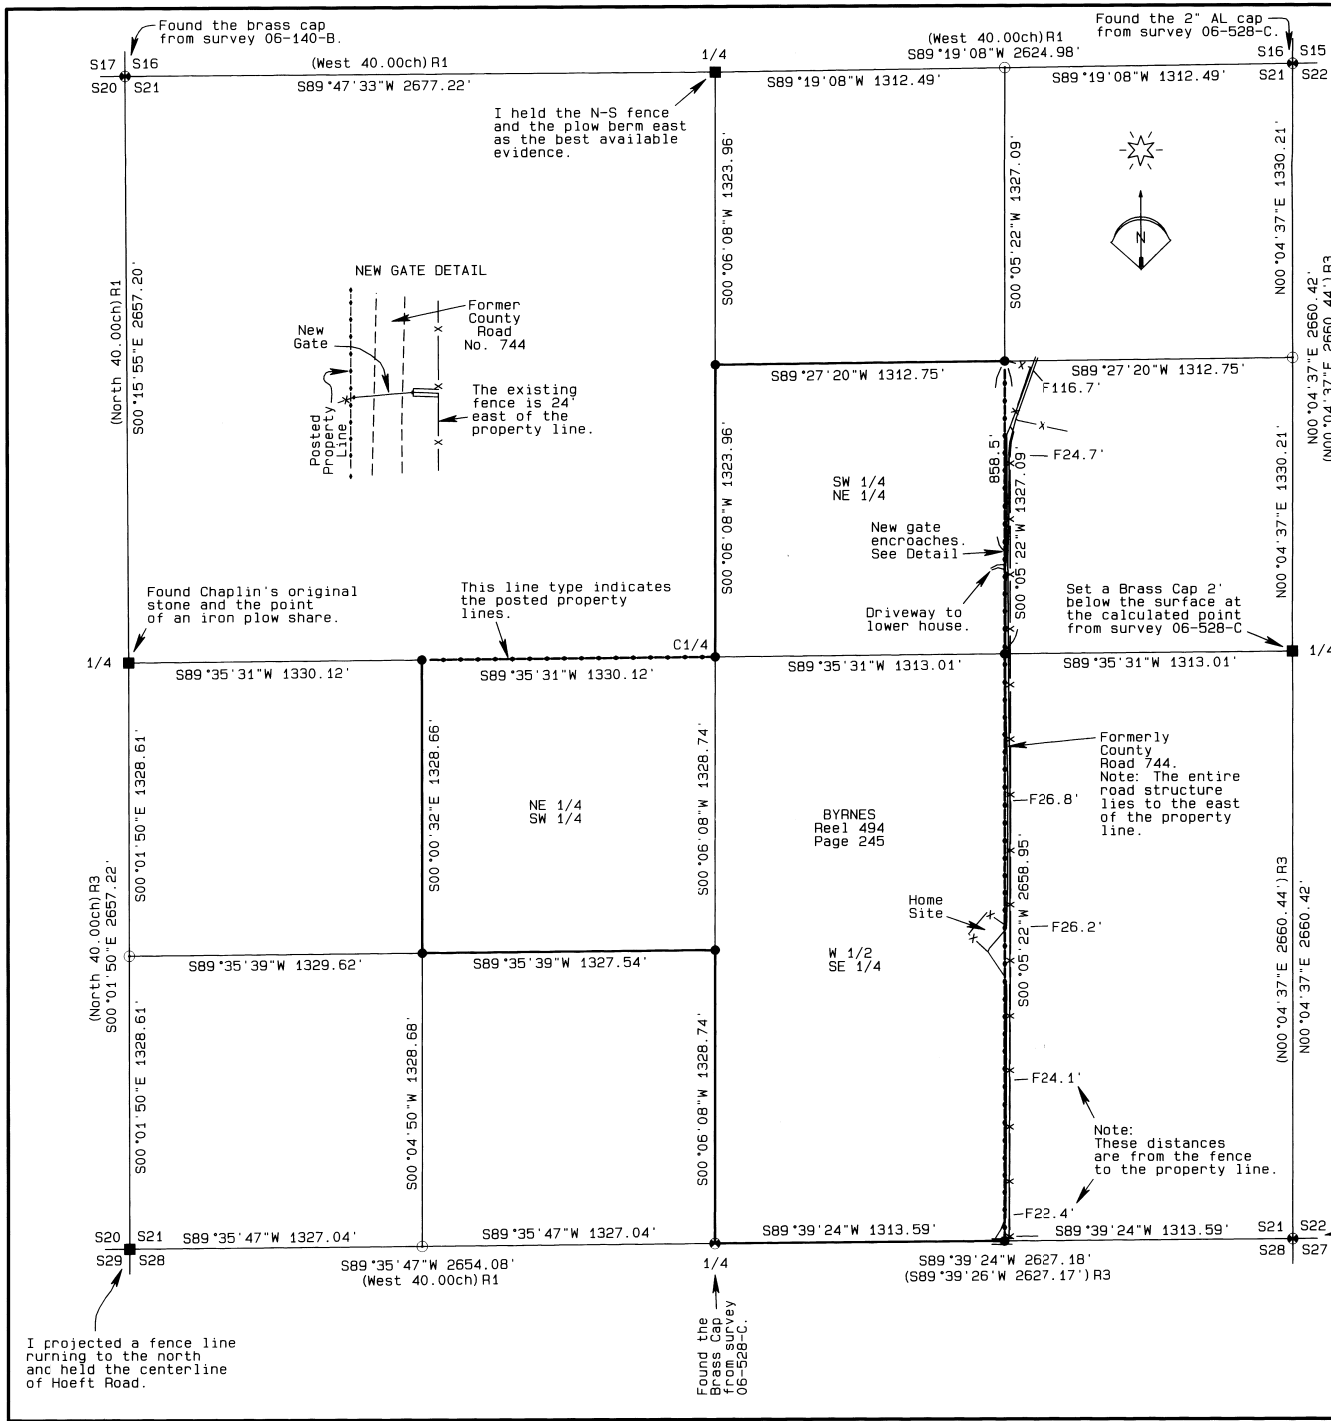 Found the brass cap
from survey 06-140-B.
Found the 2" AL cap
from survey 06-528-C.
S17 S16
S20 S21
(West 40.00ch)R1
S89°47'33"W 2677.22'
1/4
(West 40.00ch)R1
S89°19'08"W 2624.98'
S89°19'08"W 1312.49'
S89°19'08"W 1312.49'
S16 S15
S21 S22
I held the N-S fence
and the plow berm east
as the best available
evidence.
S00°06'08"W 1323.96'
S00°05'22"W 1327.09'
N00°04'37"E 1330.21'
N
(North 40.00ch)R1
S00°15'55"E 2657.20'
NEW GATE DETAIL
New
Gate
Former
County
Road
No. 744
Posted
Property
Line
The existing
fence is 24'
east of the
property line.
N00°04'37"E 2660.42'
(N00°04'37"E 2660.44')R3
S89°27'20"W 1312.75'
S89°27'20"W 1312.75'
F116.7'
F24.7'
858.5'
S00°06'08"W 1323.96'
S00°05'22"W 1327.09'
N00°04'37"E 1330.21'
SW 1/4
NE 1/4
New gate
encroaches.
See Detail
Driveway to
lower house.
Found Chaplin's original
stone and the point
of an iron plow share.
This line type indicates
the posted property
lines.
Set a Brass Cap 2'
below the surface at
the calculated point
from survey 06-528-C
1/4
C1/4
1/4
S89°35'31"W 1330.12'
S89°35'31"W 1330.12'
S89°35'31"W 1313.01'
S89°35'31"W 1313.01'
S00°01'50"E 1328.61'
S00°00'32"E 1328.66'
S00°06'08"W 1328.74'
NE 1/4
SW 1/4
BYRNES
Reel 494
Page 245
Formerly
County
Road 744.
Note: The entire
road structure
lies to the east
of the property
line.
F26.8'
(North 40.00ch)R3
S00°01'50"E 2657.22'
Home
Site
F26.2'
S00°05'22"W 2658.95'
(N00°04'37"E 2660.44')R3
N00°04'37"E 2660.42'
S89°35'39"W 1329.62'
S89°35'39"W 1327.54'
W 1/2
SE 1/4
S00°01'50"E 1328.61'
S00°04'50"W 1328.68'
S00°06'08"W 1328.74'
F24.1'
Note:
These distances
are from the fence
to the property line.
F22.4'
S20 S21
S29 S28
S89°35'47"W 1327.04'
S89°35'47"W 1327.04'
S89°39'24"W 1313.59'
S89°39'24"W 1313.59'
S21 S22
S28 S27
S89°35'47"W 2654.08'
(West 40.00ch)R1
1/4
S89°39'24"W 2627.18'
(S89°39'26"W 2627.17')R3
I projected a fence line
running to the north
and held the centerline
of Hoeft Road.
Found the
Brass Cap
from survey
06-528-C.